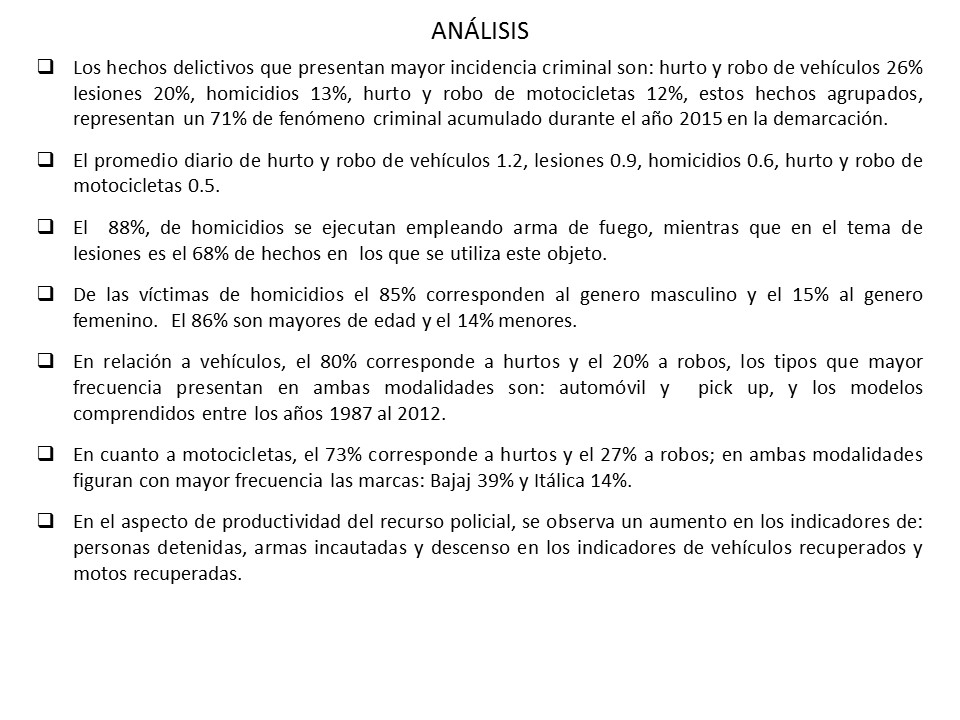 ANÁLISIS
❑ Los hechos delictivos que presentan mayor incidencia criminal son: hurto y robo de vehículos 26%
lesiones 20%, homicidios 13%, hurto y robo de motocicletas 12%, estos hechos agrupados,
representan un 71% de fenómeno criminal acumulado durante el año 2015 en la demarcación.
❑ El promedio diario de hurto y robo de vehículos 1.2, lesiones 0.9, homicidios 0.6, hurto y robo de
motocicletas 0.5.
❑ El 88%, de homicidios se ejecutan empleando arma de fuego, mientras que en el tema de
lesiones es el 68% de hechos en los que se utiliza este objeto.
❑ De las víctimas de homicidios el 85% corresponden al genero masculino y el 15% al genero
femenino. El 86% son mayores de edad y el 14% menores.
❑ En relación a vehículos, el 80% corresponde a hurtos y el 20% a robos, los tipos que mayor
frecuencia presentan en ambas modalidades son: automóvil y pick up, y los modelos
comprendidos entre los años 1987 al 2012.
❑ En cuanto a motocicletas, el 73% corresponde a hurtos y el 27% a robos; en ambas modalidades
figuran con mayor frecuencia las marcas: Bajaj 39% y Itálica 14%.
❑ En el aspecto de productividad del recurso policial, se observa un aumento en los indicadores de:
personas detenidas, armas incautadas y descenso en los indicadores de vehículos recuperados y
motos recuperadas.